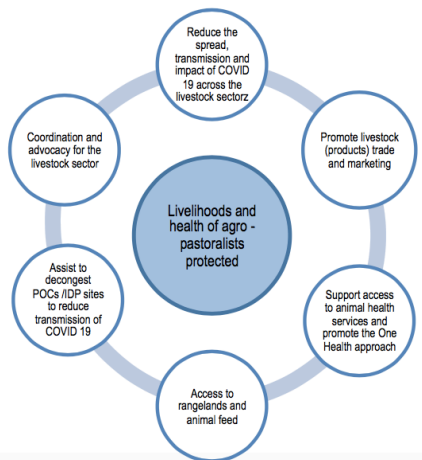 Reduce the
spread,
transmission and
impact of COVID
19 across the
livestock sectorz
Coordination and
advocacy for the
livestock sector
Promote livestock
(products) trade
and marketing
Livelihoods and
health of agro -
pastoralists
protected
Assist to
decongest
POCs /IDP sites
to reduce
transmission of
COVID 19
Support access
to animal health
services and
promote the One
Health approach
Access to
rangelands and
animal feed